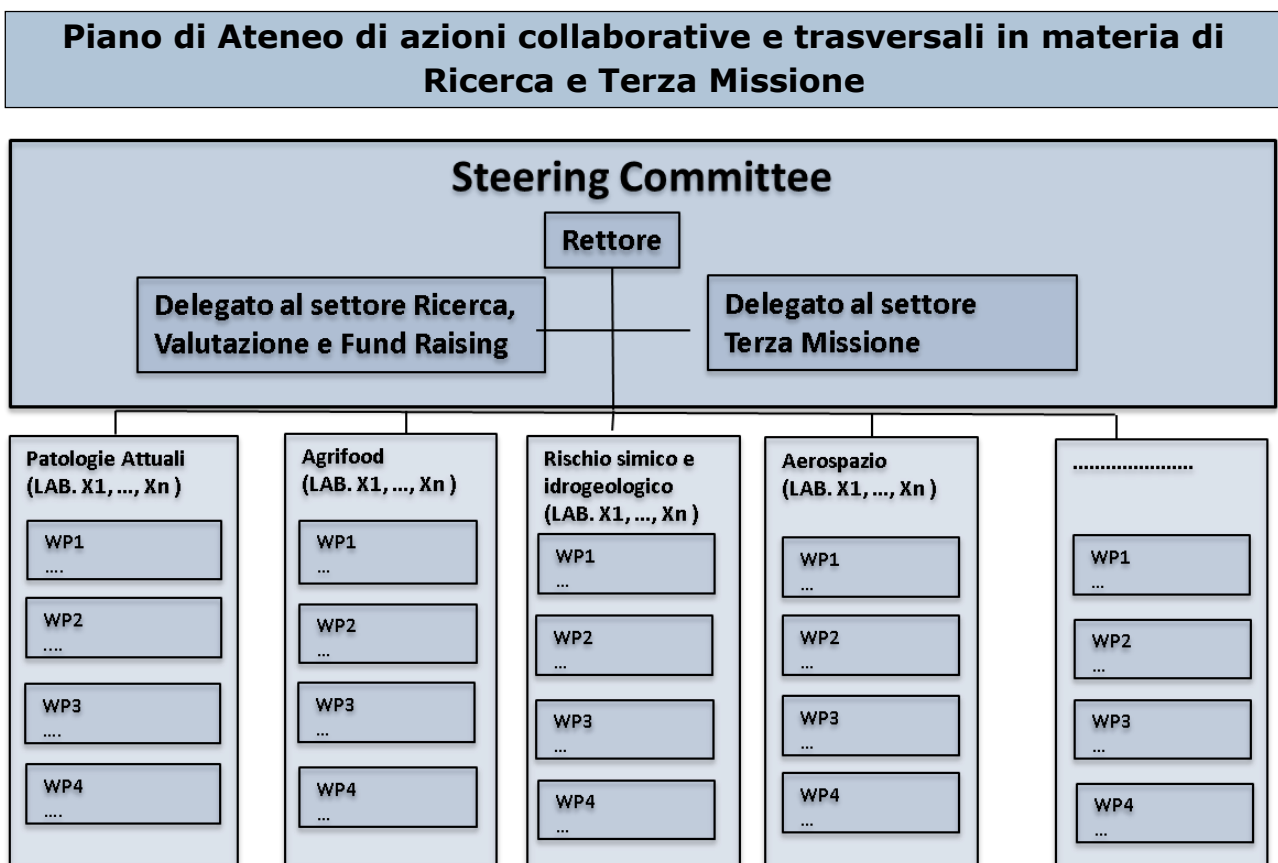 Piano di Ateneo di azioni collaborative e trasversali in materia di
Ricerca e Terza Missione
Steering Committee
Rettore
Delegato al settore Ricerca,
Valutazione e Fund Raising
Delegato al settore
Terza Missione
Patologie Attuali
(LAB. X1, ..., Xn )
WP1
....
WP2
....
WP3
....
WP4
....
Agrifood
(LAB. X1, ..., Xn )
WP1
...
WP2
...
WP3
...
WP4
...
Rischio simico e
idrogeologico
(LAB. X1, ..., Xn )
WP1
...
WP2
...
WP3
...
WP4
...
Aerospazio
(LAB. X1, ..., Xn )
WP1
...
WP2
...
WP3
...
WP4
...
......................
WP1
...
WP2
...
WP3
...
WP4
...